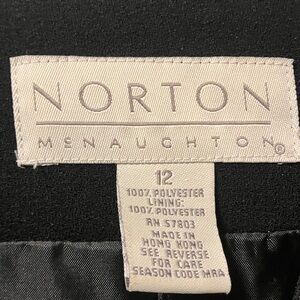 NORTON
McNAUGHTON®
12
100% POLYESTER
LINING:
100% POLYESTER
RN 57803
MADE IN
HONG KONG
SEE REVERSE
FOR CARE
SEASON CODE MRA